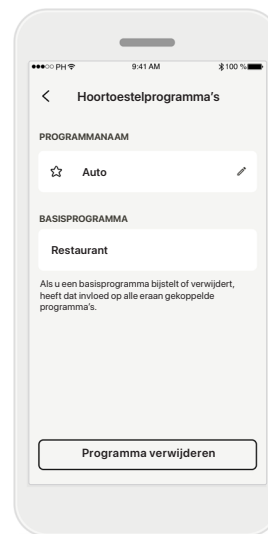 PH 9:41 AM 100 %
Hoortoestelprogramma's
PROGRAMMANAAM
Auto
BASISPROGRAMMA
Restaurant
Als u een basisprogramma bijstelt of verwijdert,
heeft dat invloed op alle eraan gekoppelde
programma's.
Programma verwijderen